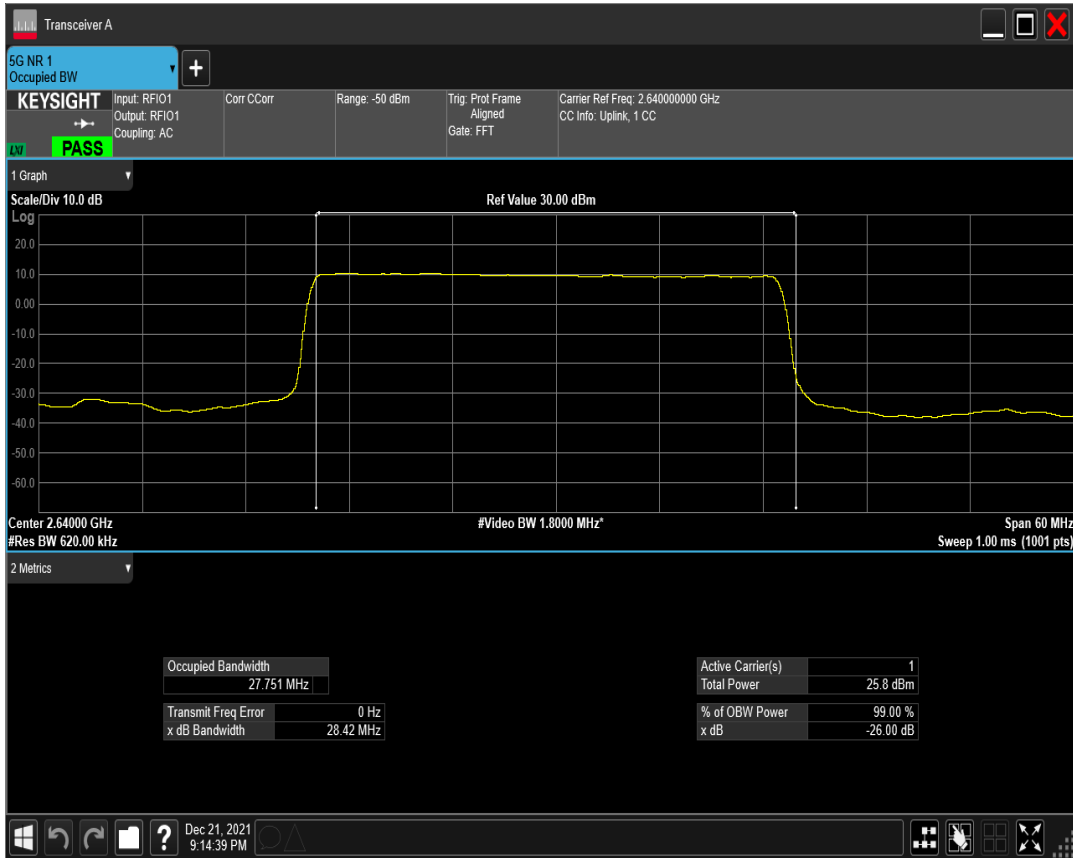 Transceiver A
5G NR 1
Occupied BW
KEYSIGHT
Input: RFIO1
Output: RFIO1
Coupling: AC
Corr CCorr
Range: -50 dBm
Trig: Prot Frame
Aligned
Gate: FFT
Carrier Ref Freq: 2.640000000 GHz
CC Info: Uplink, 1 CC
LXI
PASS
1 Graph
Scale/Div 10.0 dB
Ref Value 30.00 dBm
Log
20.0
10.0
0.00
-10.0
-20.0
-30.0
-40.0
-50.0
-60.0
Center 2.64000 GHz
#Video BW 1.8000 MHz*
Span 60 MHz
#Res BW 620.00 kHz
Sweep 1.00 ms (1001 pts)
2 Metrics
Occupied Bandwidth
27.751 MHz
Transmit Freq Error 0 Hz
x dB Bandwidth 28.42 MHz
Active Carrier(s) 1
Total Power 25.8 dBm
% of OBW Power 99.00 %
x dB -26.00 dB
?
Dec 21, 2021
9:14:39 PM